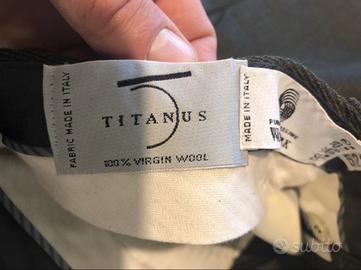 FABRIC MADE IN ITALY
TITANUS
100% VIRGIN WOOL
MADE IN ITALY
subito